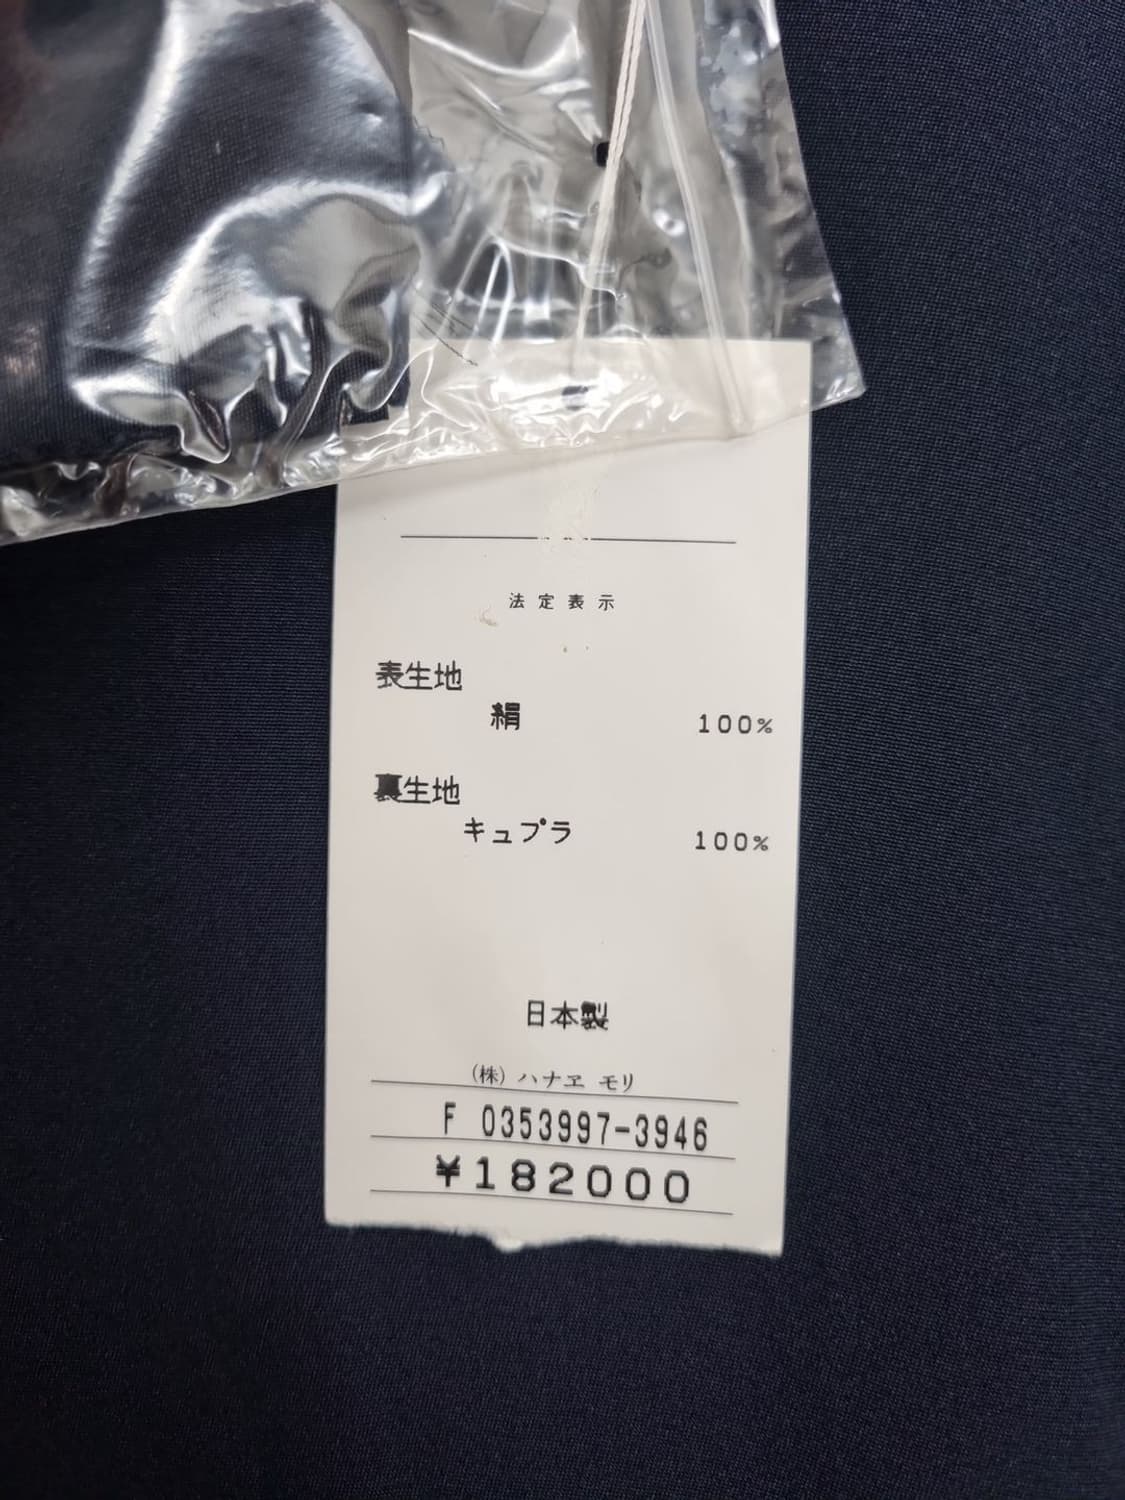 法定表示
表生地
絹 100%
裏生地
キュプラ 100%
日本製
(株) ハナヱ モリ
F 0353997-3946
¥182000